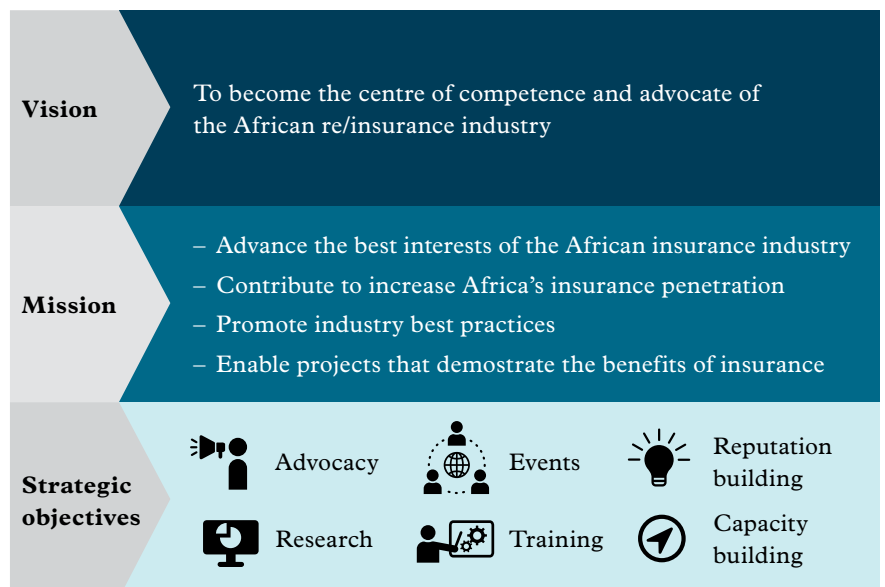 Vision
To become the centre of competence and advocate of
the African re/insurance industry
Mission
– Advance the best interests of the African insurance industry
– Contribute to increase Africa’s insurance penetration
– Promote industry best practices
– Enable projects that demostrate the benefits of insurance
Strategic
objectives
Advocacy
Events
Reputation
building
Research
Training
Capacity
building